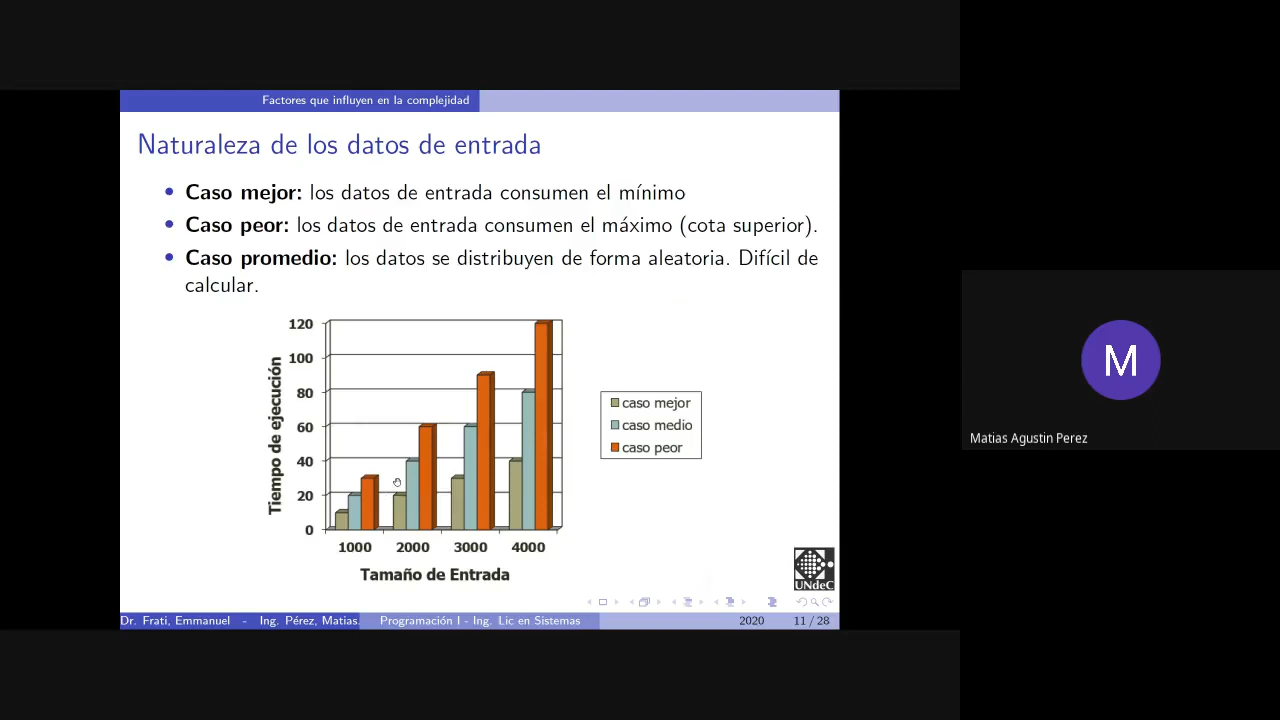 Factores que influyen en la complejidad
Naturaleza de los datos de entrada
• Caso mejor: los datos de entrada consumen el mínimo
• Caso peor: los datos de entrada consumen el máximo (cota superior).
• Caso promedio: los datos se distribuyen de forma aleatoria. Difícil de
calcular.
Tiempo de ejecución
120
100
80
60
40
20
0
1000 2000 3000 4000
Tamaño de Entrada
caso mejor
caso medio
caso peor
UNdeC
Dr. Frati, Emmanuel - Ing. Pérez, Matias. Programación I - Ing. Lic en Sistemas 2020 11 / 28
M
Matias Agustin Perez